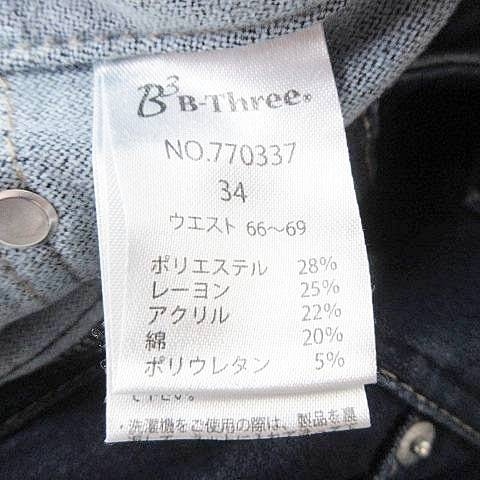 B³ B-Three®
NO.770337
34
ウエスト 66〜69
ポリエステル 28%
レーヨン 25%
アクリル 22%
綿 20%
ポリウレタン 5%
・洗濯機をご使用の際は、製品を裏